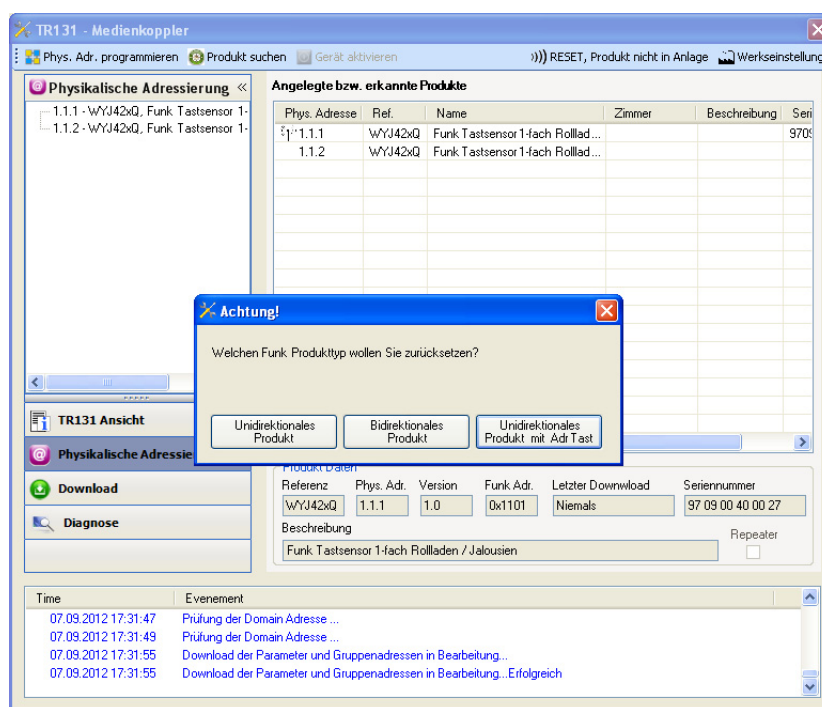 TR131 - Medienkoppler
Phys. Adr. programmieren Produkt suchen Gerät aktivieren RESET, Produkt nicht in Anlage Werkseinstellung
Physikalische Adressierung
1.1.1 - WYJ42xQ, Funk Tastsensor 1-
1.1.2 - WYJ42xQ, Funk Tastsensor 1-
Angelegte bzw. erkannte Produkte
Phys. Adresse Ref. Name Zimmer Beschreibung Seri
1.1.1 WYJ42xQ Funk Tastsensor 1-fach Rolllad... 9709
1.1.2 WYJ42xQ Funk Tastsensor 1-fach Rolllad...
Achtung!
Welchen Funk Produkttyp wollen Sie zurücksetzen?
Unidirektionales Produkt
Bidirektionales Produkt
Unidirektionales Produkt mit Adr Tast
TR131 Ansicht
Physikalische Adressie
Download
Diagnose
Produkt Daten
Referenz Phys. Adr. Version Funk Adr. Letzter Downwload Seriennummer
WYJ42xQ 1.1.1 1.0 0x1101 Niemals 97 09 00 40 00 27
Beschreibung
Repeater
Funk Tastsensor 1-fach Rollladen / Jalousien
Time Evenement
07.09.2012 17:31:47 Prüfung der Domain Adresse ...
07.09.2012 17:31:49 Prüfung der Domain Adresse ...
07.09.2012 17:31:55 Download der Parameter und Gruppenadressen in Bearbeitung...
07.09.2012 17:31:55 Download der Parameter und Gruppenadressen in Bearbeitung...Erfolgreich